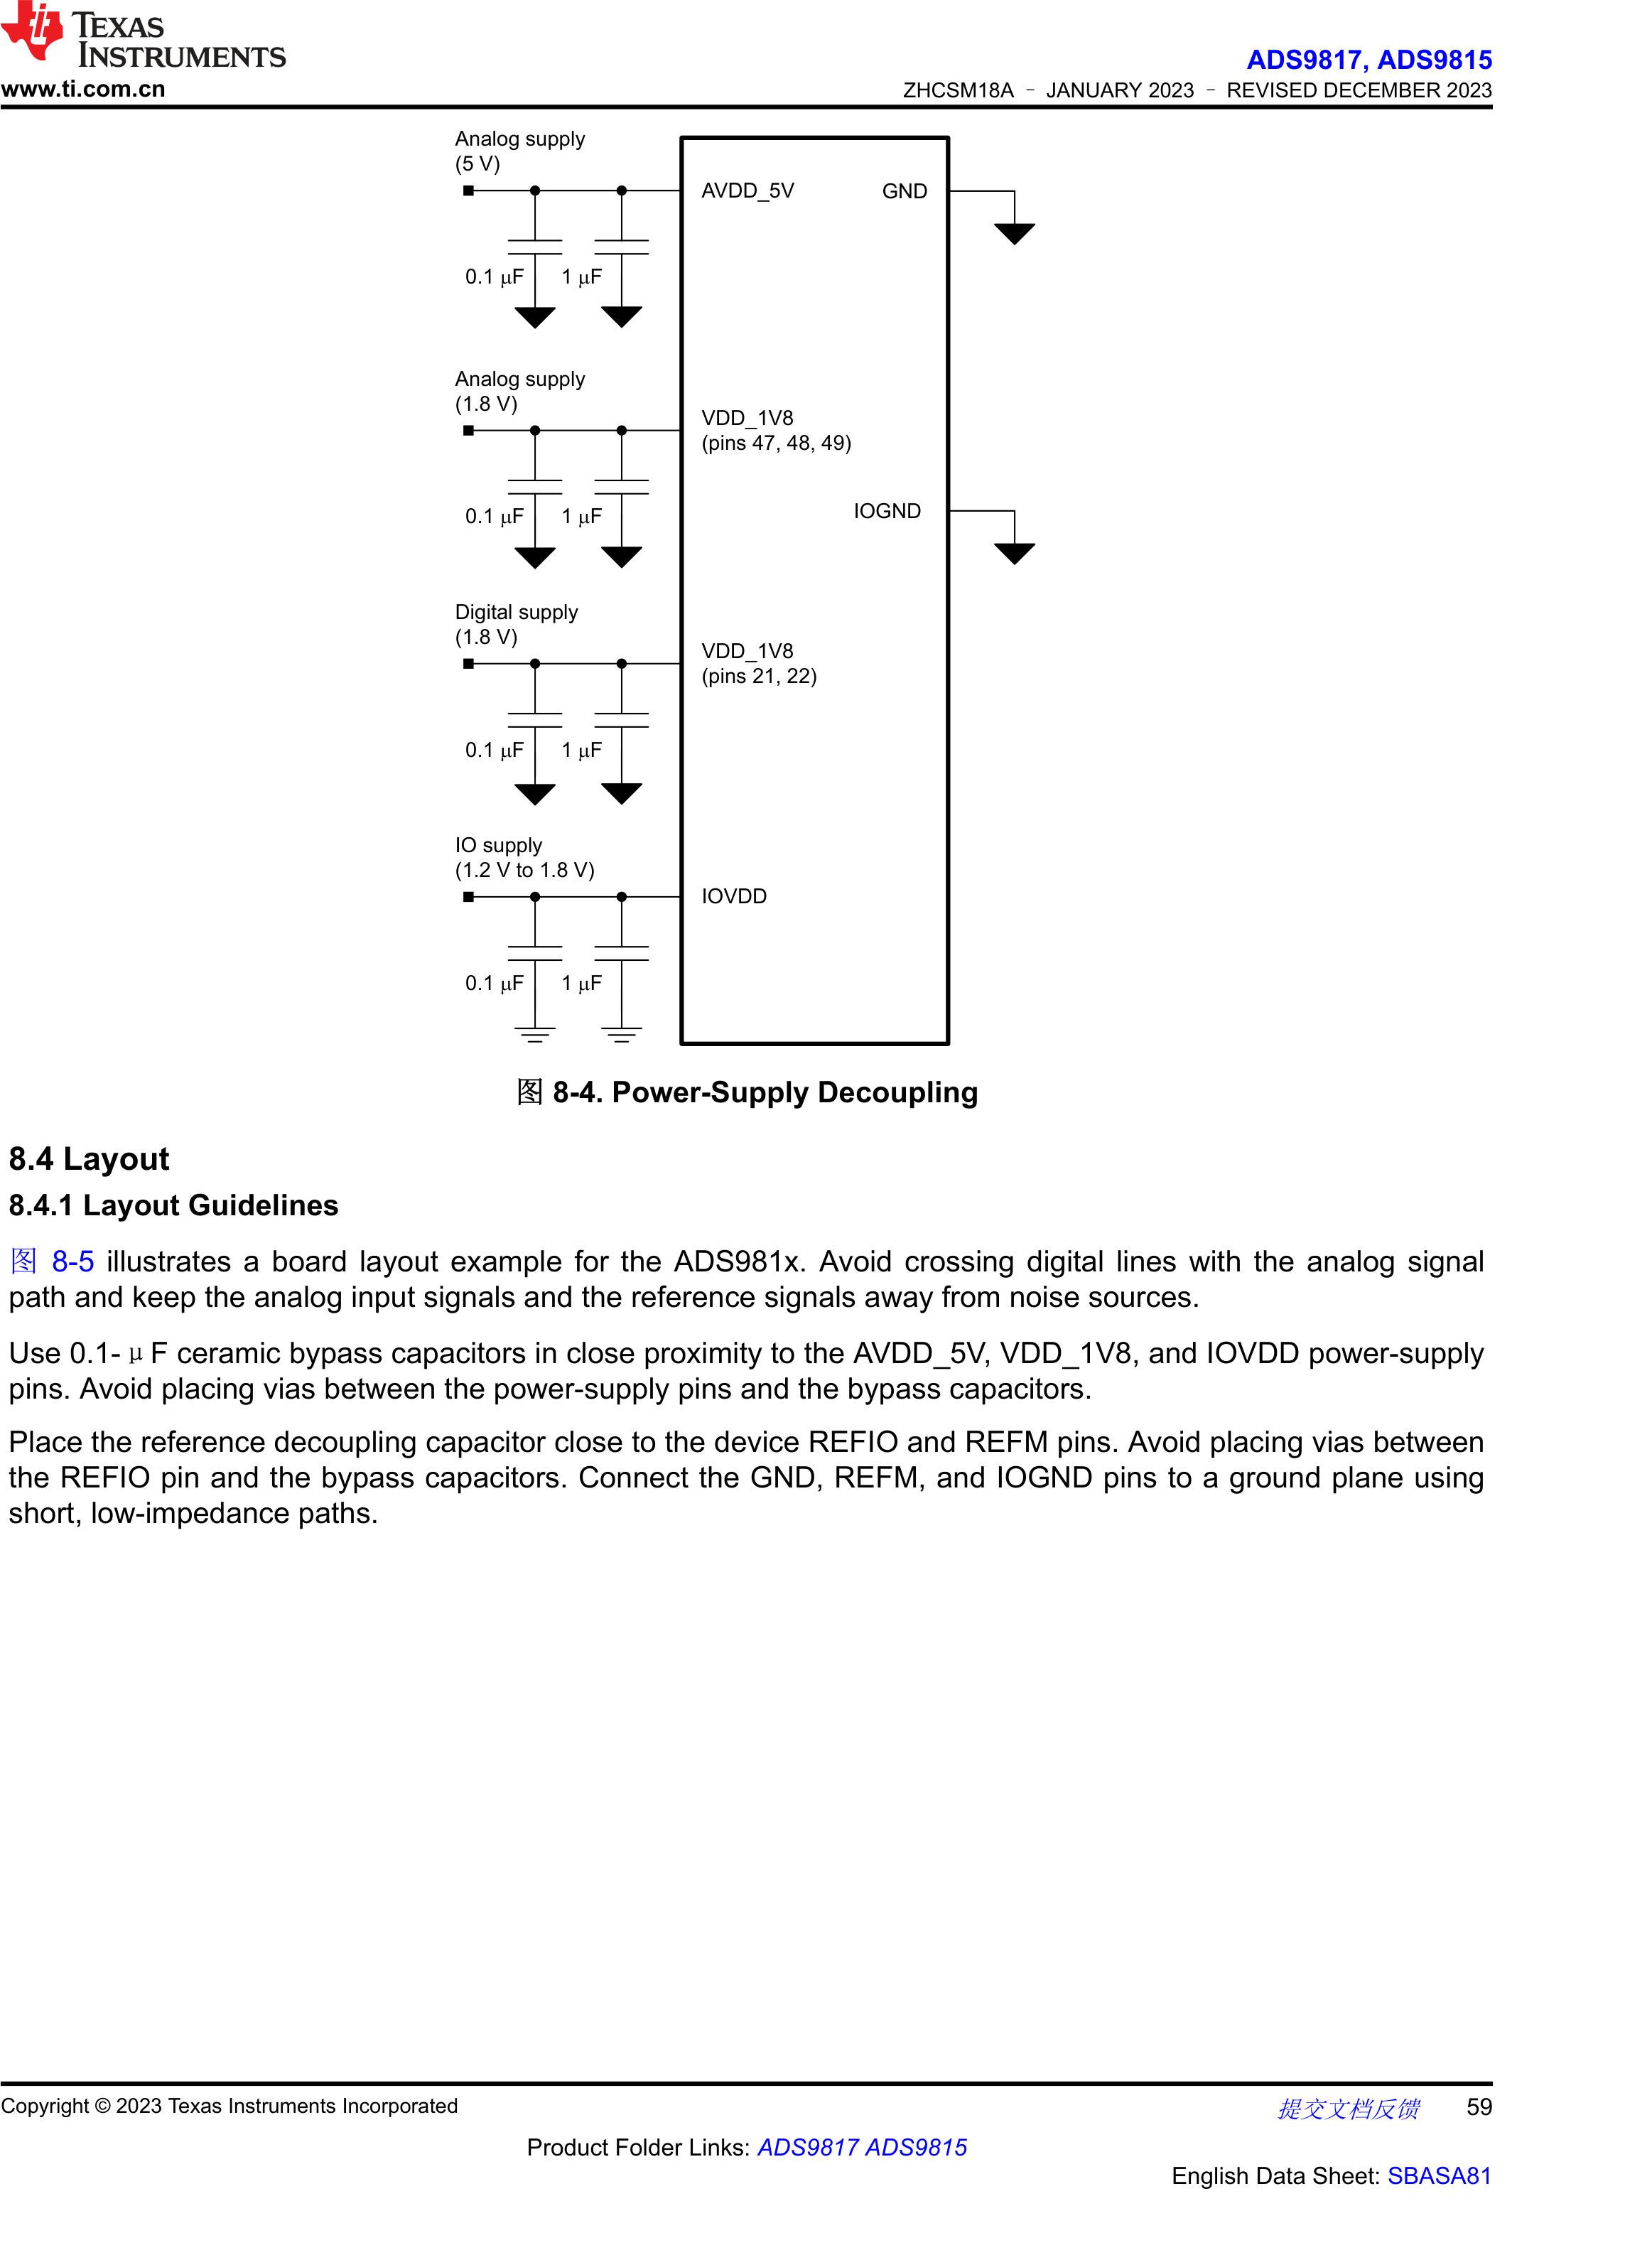 TEXAS
INSTRUMENTS
www.ti.com.cn
ADS9817, ADS9815
ZHCSM18A – JANUARY 2023 – REVISED DECEMBER 2023
Analog supply
(5 V)
AVDD_5V
GND
0.1 μF
1 μF
Analog supply
(1.8 V)
VDD_1V8
(pins 47, 48, 49)
0.1 μF
1 μF
IOGND
Digital supply
(1.8 V)
VDD_1V8
(pins 21, 22)
0.1 μF
1 μF
IO supply
(1.2 V to 1.8 V)
IOVDD
0.1 μF
1 μF
图 8-4. Power-Supply Decoupling
8.4 Layout
8.4.1 Layout Guidelines
图 8-5 illustrates a board layout example for the ADS981x. Avoid crossing digital lines with the analog signal
path and keep the analog input signals and the reference signals away from noise sources.
Use 0.1- μ F ceramic bypass capacitors in close proximity to the AVDD_5V, VDD_1V8, and IOVDD power-supply
pins. Avoid placing vias between the power-supply pins and the bypass capacitors.
Place the reference decoupling capacitor close to the device REFIO and REFM pins. Avoid placing vias between
the REFIO pin and the bypass capacitors. Connect the GND, REFM, and IOGND pins to a ground plane using
short, low-impedance paths.
Copyright © 2023 Texas Instruments Incorporated
提交文档反馈
59
Product Folder Links: ADS9817 ADS9815
English Data Sheet: SBASA81